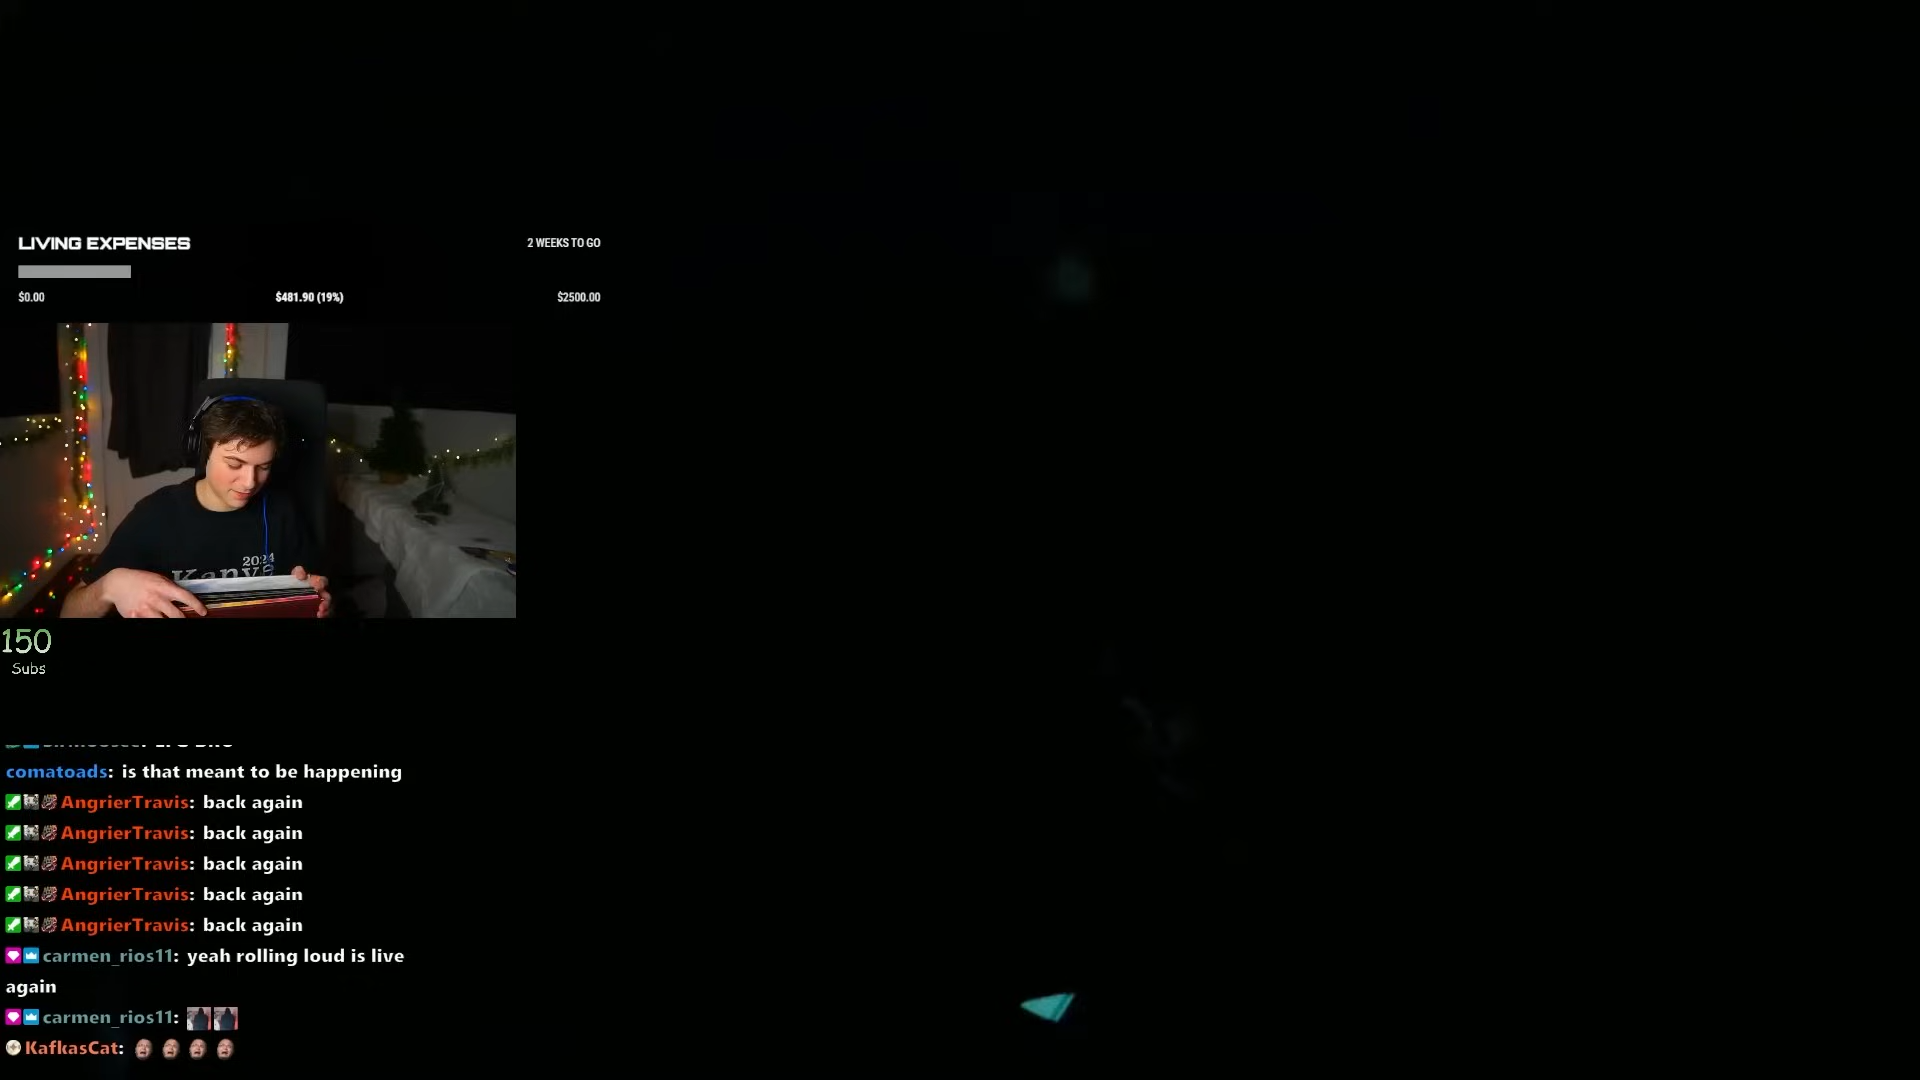 LIVING EXPENSES
2 WEEKS TO GO
$0.00
$481.90 (19%)
$2500.00
2024
Kanye
150
Subs
comatoads: is that meant to be happening
AngrierTravis: back again
AngrierTravis: back again
AngrierTravis: back again
AngrierTravis: back again
AngrierTravis: back again
carmen_rios11: yeah rolling loud is live
again
carmen_rios11:
KafkasCat: